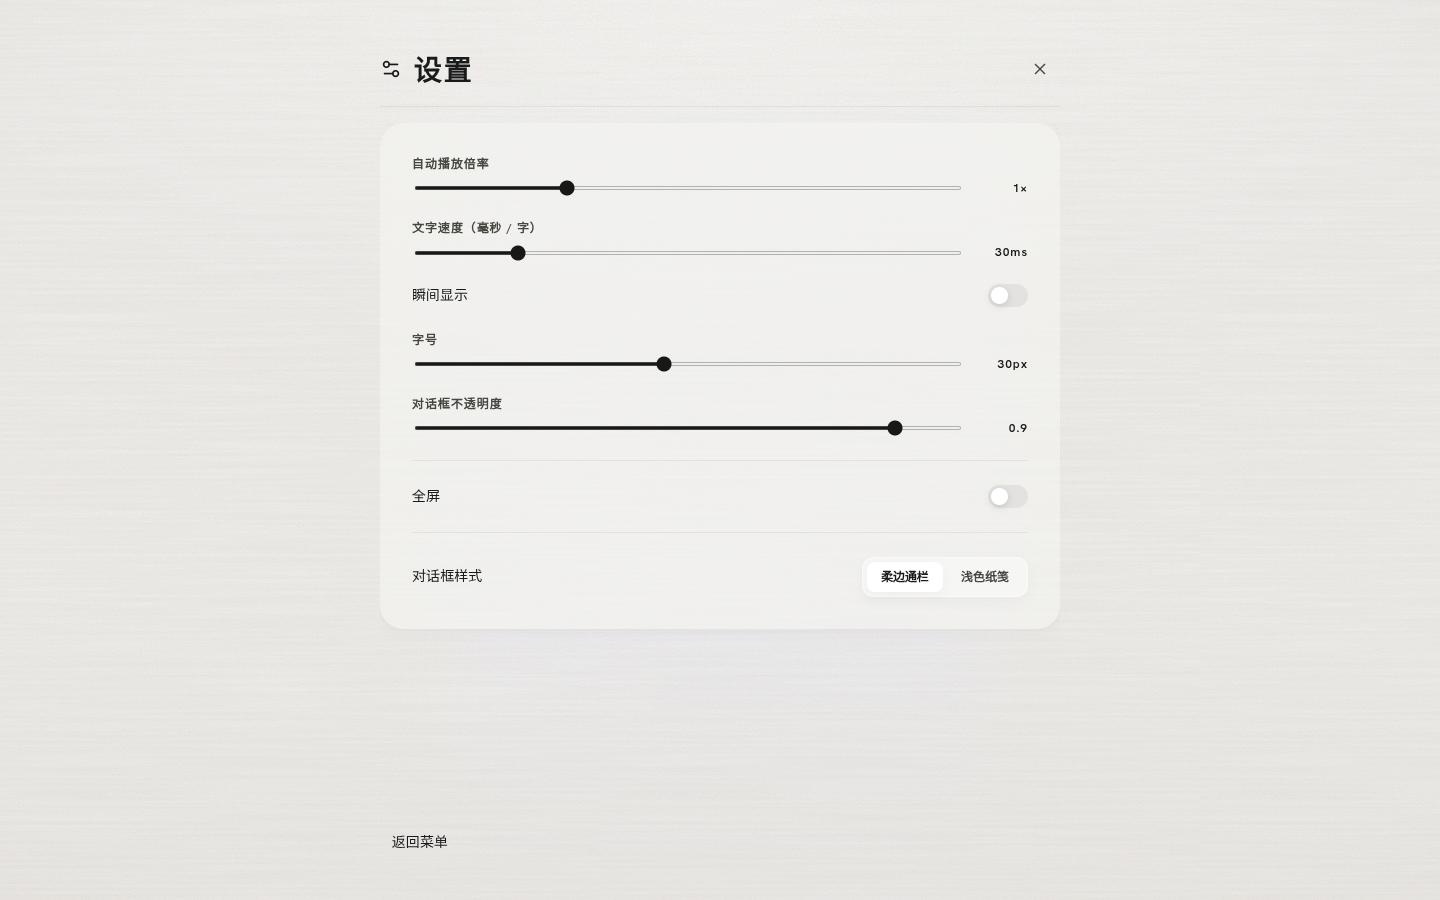 设置
自动播放倍率
1×
文字速度（毫秒 / 字）
30ms
瞬间显示
字号
30px
对话框不透明度
0.9
全屏
对话框样式
柔边通栏 浅色纸笺
返回菜单